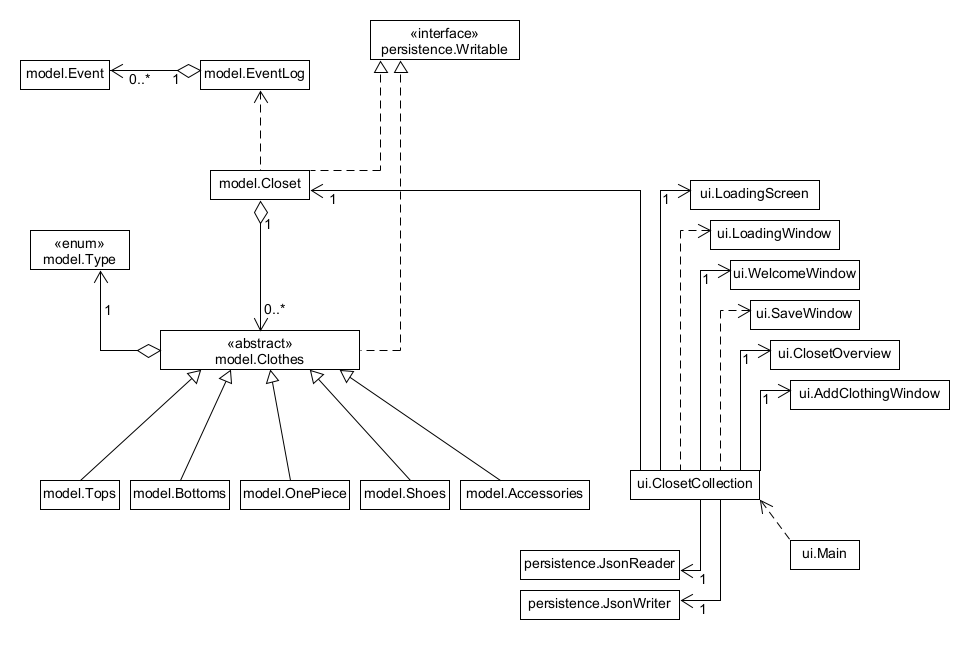 «interface»
persistence.Writable
model.Event
0..*
1
model.EventLog
model.Closet
1
1
ui.LoadingScreen
1
ui.LoadingWindow
«enum»
model.Type
ui.WelcomeWindow
1
1
0..*
ui.SaveWindow
«abstract»
model.Clothes
ui.ClosetOverview
1
ui.AddClothingWindow
1
model.Tops
model.Bottoms
model.OnePiece
model.Shoes
model.Accessories
ui.ClosetCollection
ui.Main
persistence.JsonReader
1
persistence.JsonWriter
1